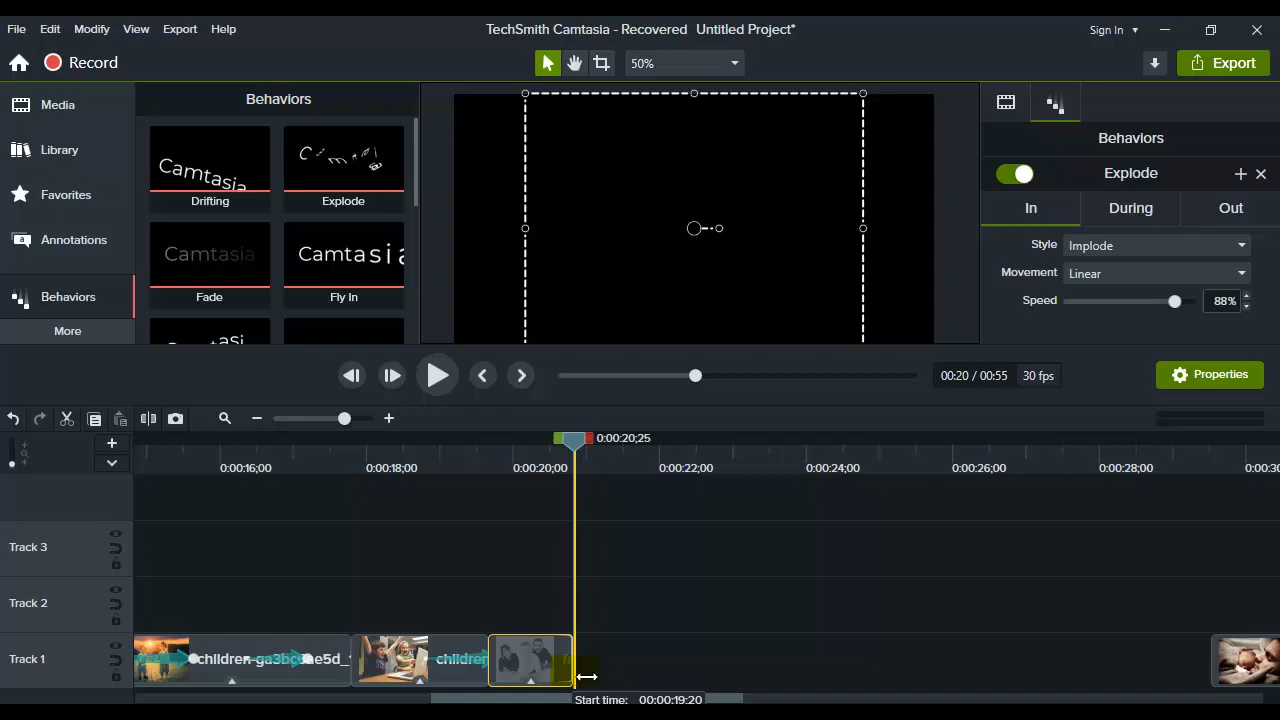 File Edit Modify View Export Help
TechSmith Camtasia - Recovered Untitled Project*
Sign In
Record
50%
Export
Media
Library
Favorites
a Annotations
Behaviors
More
Behaviors
Camtasia
Drifting
Explode
Camtasia
Fade
Camtasia
Fly In
Behaviors
Explode
In During Out
Style Implode
Movement Linear
Speed 88%
00:20 / 00:55 30 fps
Properties
0:00:20;25
0:00:16;00 0:00:18;00 0:00:20;00 0:00:22;00 0:00:24;00 0:00:26;00 0:00:28;00 0:00:30
Track 3
Track 2
Track 1
children-ga3bc
e5d_
children
Start time: 00:00:19:20